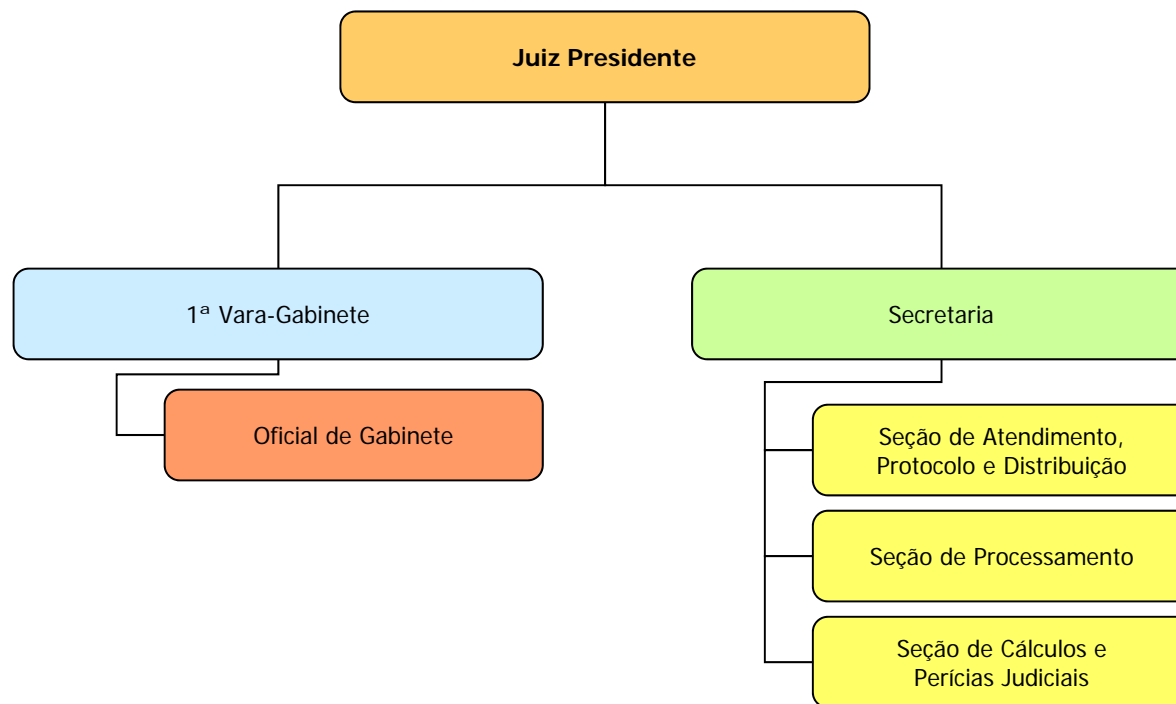 Juiz Presidente
1ª Vara-Gabinete
Secretaria
Oficial de Gabinete
Seção de Atendimento,
Protocolo e Distribuição
Seção de Processamento
Seção de Cálculos e
Perícias Judiciais